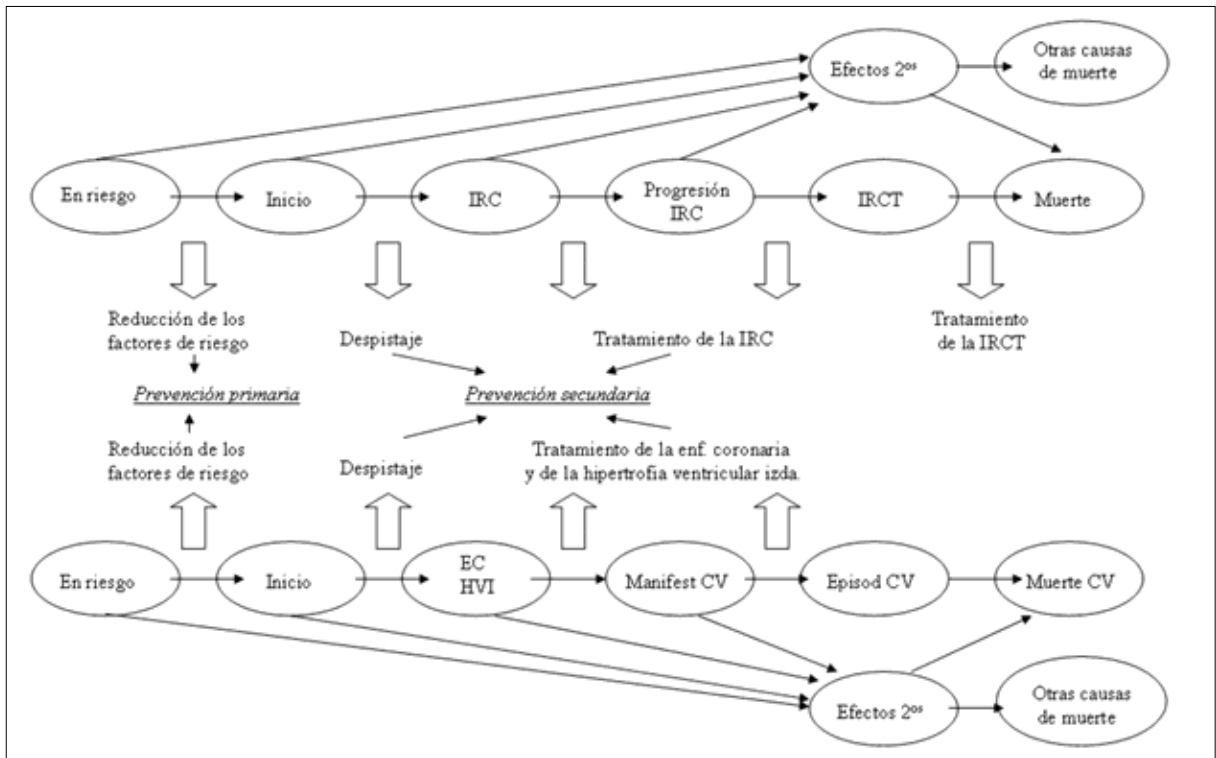 Efectos 2ºˢ
Otras causas
de muerte
En riesgo
Inicio
IRC
Progresión
IRC
IRCT
Muerte
Reducción de los
factores de riesgo
Despistaje
Tratamiento de la IRC
Tratamiento
de la IRCT
Prevención primaria
Prevención secundaria
Reducción de los
factores de riesgo
Despistaje
Tratamiento de la enf. coronaria
y de la hipertrofía ventricular izda.
En riesgo
Inicio
EC
HVI
Manifest CV
Episod CV
Muerte CV
Efectos 2ºˢ
Otras causas
de muerte